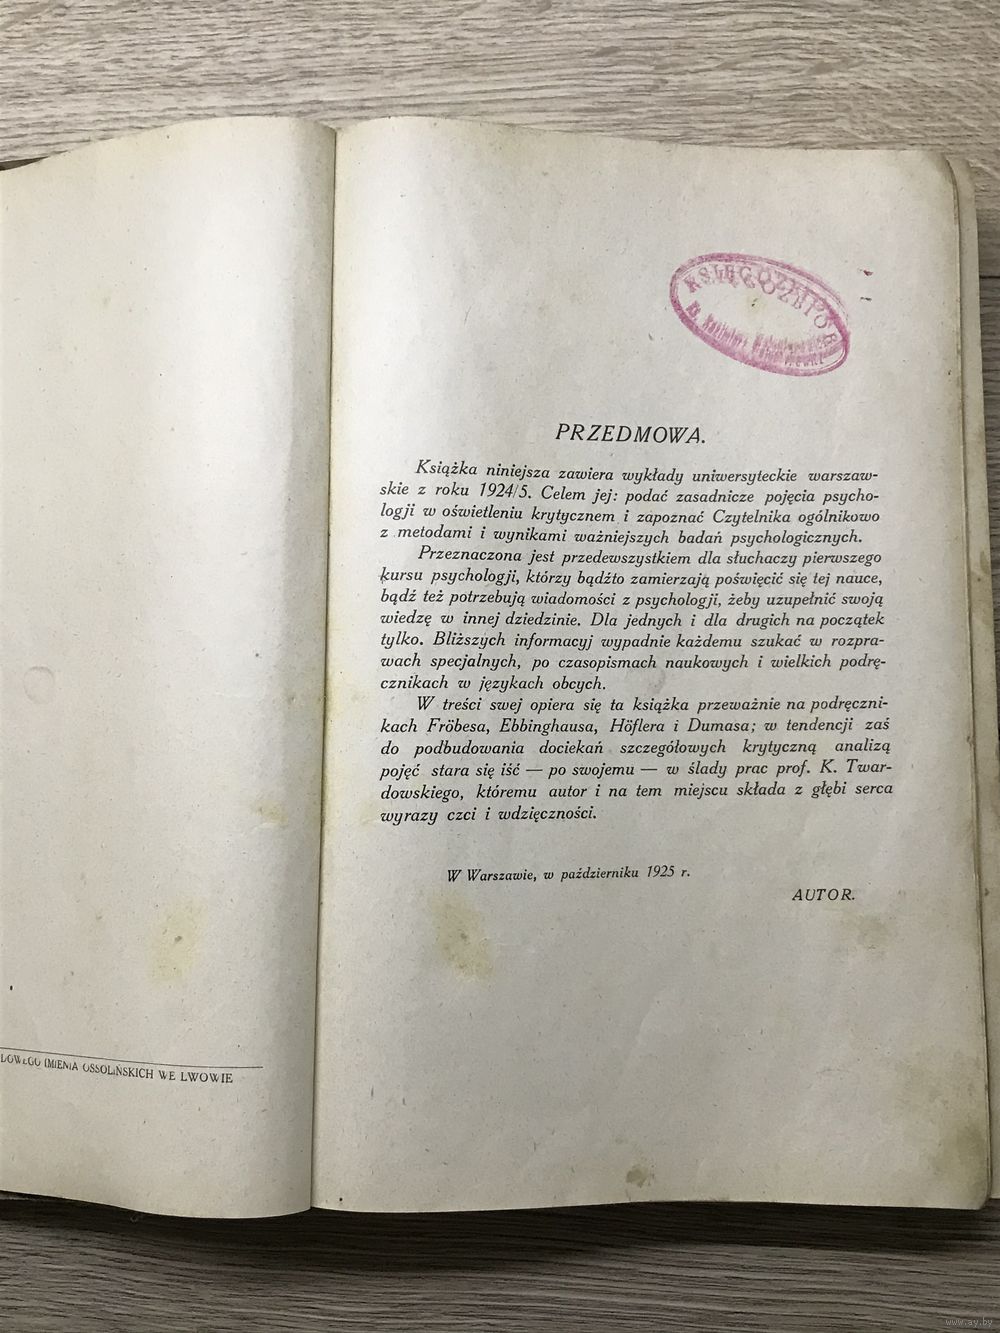 IMIENIA OSSOLIŃSKICH WE LWOWIE
KSIĘGOZBIÓR
PRZEDMOWA.
Książka niniejsza zawiera wykłady uniwersyteckie warszaw-
skie z roku 1924/5. Celem jej: podać zasadnicze pojęcia psycho-
logji w oświetleniu krytycznem i zapoznać Czytelnika ogólnikowo
z metodami i wynikami ważniejszych badań psychologicznych.
Przeznaczona jest przedewszystkiem dla słuchaczy pierwszego
kursu psychologji, którzy bądźto zamierzają poświęcić się tej nauce,
bądź też potrzebują wiadomości z psychologji, żeby uzupełnić swoją
wiedzę w innej dziedzinie. Dla jednych i dla drugich na początek
tylko. Bliższych informacyj wypadnie każdemu szukać w rozpra-
wach specjalnych, po czasopismach naukowych i wielkich podrę-
cznikach w językach obcych.
W treści swej opiera się ta książka przeważnie na podręczni-
kach Fröbesa, Ebbinghausa, Höflera i Dumasa; w tendencji zaś
do podbudowania dociekań szczegółowych krytyczną analizą
pojęć stara się iść — po swojemu — w ślady prac prof. K. Twar-
dowskiego, któremu autor i na tem miejscu składa z głębi serca
wyrazy czci i wdzięczności.
W Warszawie, w październiku 1925 r.
AUTOR.
www.ay.by